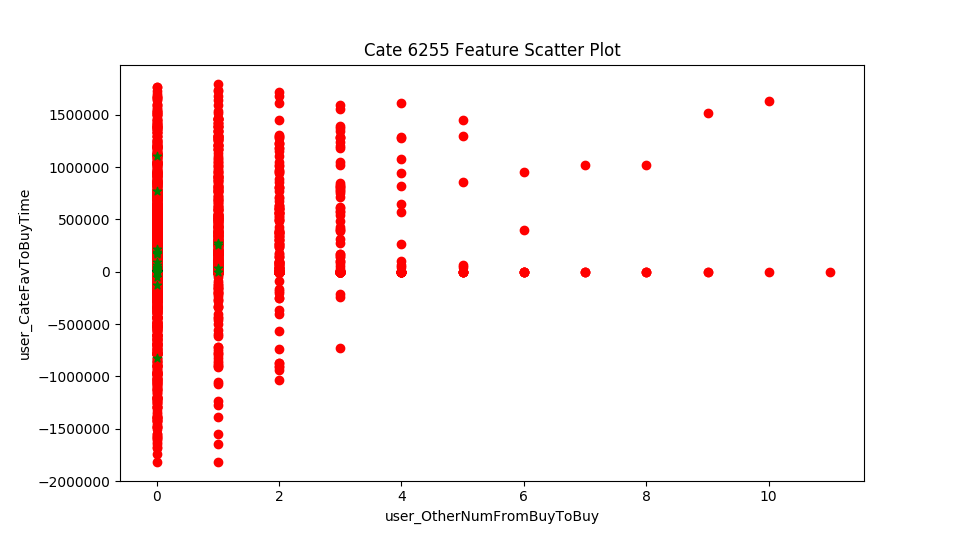 Cate 6255 Feature Scatter Plot
1500000
1000000
500000
0
−500000
−1000000
−1500000
−2000000
user_CateFavToBuyTime
0 2 4 6 8 10
user_OtherNumFromBuyToBuy